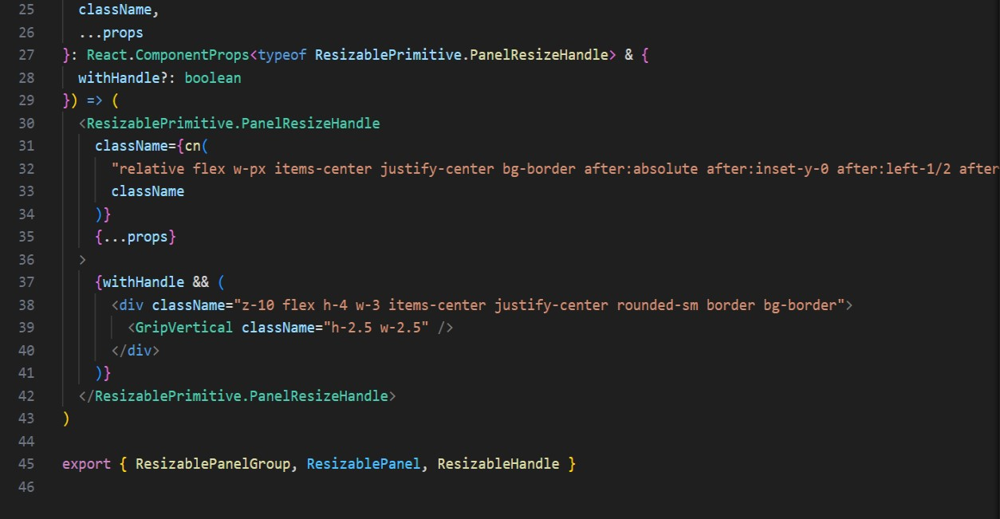 25 className,
26 ...props
27 }: React.ComponentProps<typeof ResizablePrimitive.PanelResizeHandle> & {
28 withHandle?: boolean
29 }) => (
30 <ResizablePrimitive.PanelResizeHandle
31 className={cn(
32 "relative flex w-px items-center justify-center bg-border after:absolute after:inset-y-0 after:left-1/2 after
33 className
34 )}
35 {...props}
36 >
37 {withHandle && (
38 <div className="z-10 flex h-4 w-3 items-center justify-center rounded-sm border bg-border">
39 <GripVertical className="h-2.5 w-2.5" />
40 </div>
41 )}
42 </ResizablePrimitive.PanelResizeHandle>
43 )
44
45 export { ResizablePanelGroup, ResizablePanel, ResizableHandle }
46